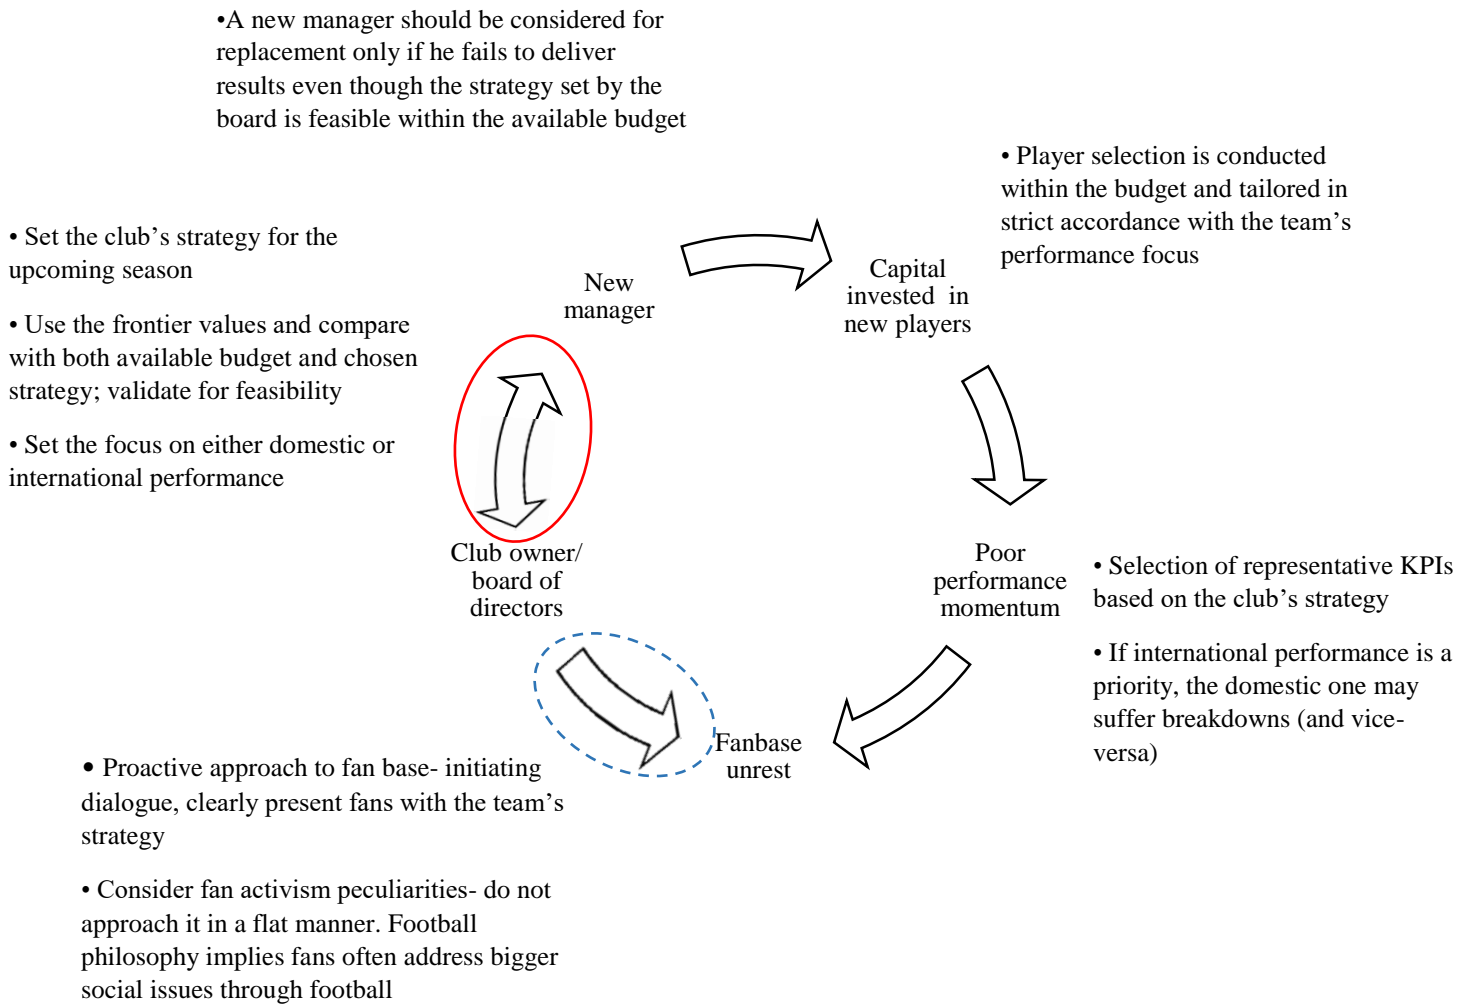 •A new manager should be considered for
replacement only if he fails to deliver
results even though the strategy set by the
board is feasible within the available budget
• Player selection is conducted
within the budget and tailored in
strict accordance with the team’s
performance focus
• Set the club’s strategy for the
upcoming season
• Use the frontier values and compare
with both available budget and chosen
strategy; validate for feasibility
• Set the focus on either domestic or
international performance
New
manager
Capital
invested in
new players
Club owner/
board of
directors
Poor
performance
momentum
• Selection of representative KPIs
based on the club’s strategy
• If international performance is a
priority, the domestic one may
suffer breakdowns (and vice-
versa)
Fanbase
unrest
• Proactive approach to fan base- initiating
dialogue, clearly present fans with the team’s
strategy
• Consider fan activism peculiarities- do not
approach it in a flat manner. Football
philosophy implies fans often address bigger
social issues through football